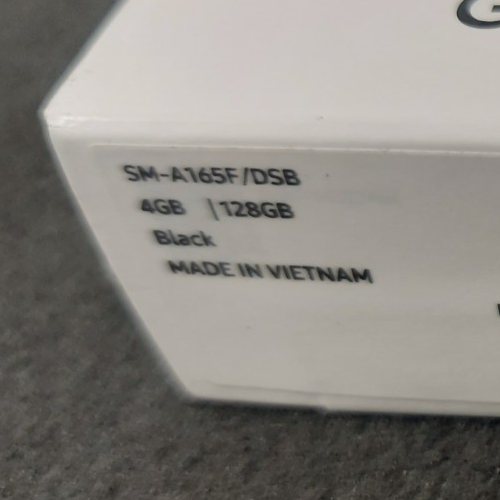 SM-A165F/DSB
4GB | 128GB
Black
MADE IN VIETNAM